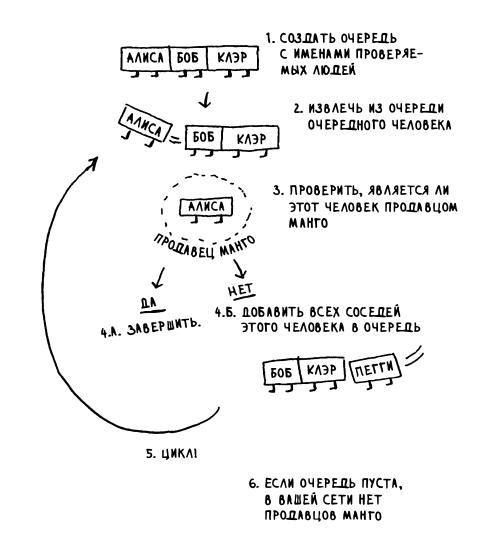 1. СОЗДАТЬ ОЧЕРЕДЬ
С ИМЕНАМИ ПРОВЕРЯЕ-
МЫХ ЛЮДЕЙ
АЛИСА БОБ КЛЭР
2. ИЗВЛЕЧЬ ИЗ ОЧЕРЕДИ
ОЧЕРЕДНОГО ЧЕЛОВЕКА
АЛИСА БОБ КЛЭР
3. ПРОВЕРИТЬ, ЯВЛЯЕТСЯ ЛИ
ЭТОТ ЧЕЛОВЕК ПРОДАВЦОМ
МАНГО
АЛИСА
ПРОДАВЕЦ МАНГО
ДА
4.А. ЗАВЕРШИТЬ.
НЕТ
4.Б. ДОБАВИТЬ ВСЕХ СОСЕДЕЙ
ЭТОГО ЧЕЛОВЕКА В ОЧЕРЕДЬ
БОБ КЛЭР ПЕГГИ
5. ЦИКЛ!
6. ЕСЛИ ОЧЕРЕДЬ ПУСТА,
В ВАШЕЙ СЕТИ НЕТ
ПРОДАВЦОВ МАНГО